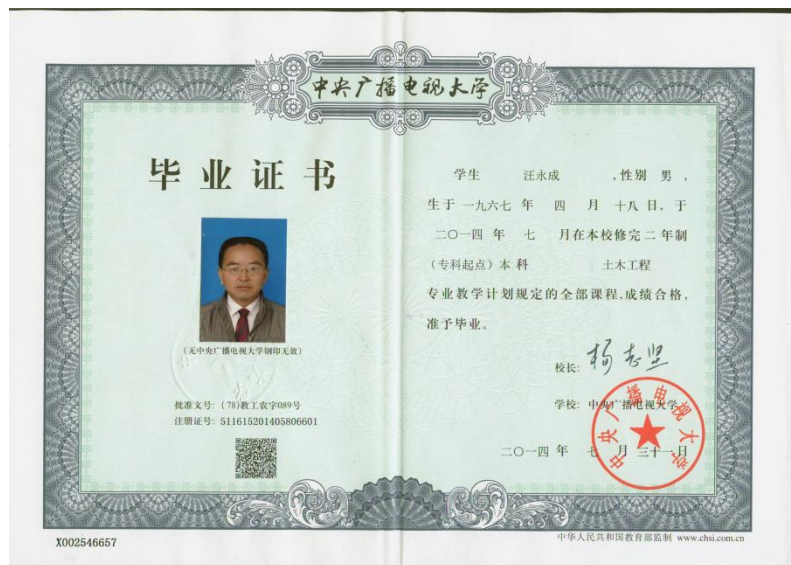 中央广播电视大学
毕业证书
(无中央广播电视大学钢印无效)
批准文号: (78)教工农字089号
注册证号: 511615201405806601
学生 汪永成 ,性别 男 ,
生于 一九六七 年 四 月 十八 日, 于
二〇一四 年 七 月在本校修完 二 年制
(专科起点) 本 科 土木工程
专业教学计划规定的全部课程,成绩合格,
准予毕业。
校长: 杨志坚
学校: 中央广播电视大学
中央广播电视大学
二〇一四 年 七 月 三十一日
X002546657
中华人民共和国教育部监制 www.chsi.com.cn